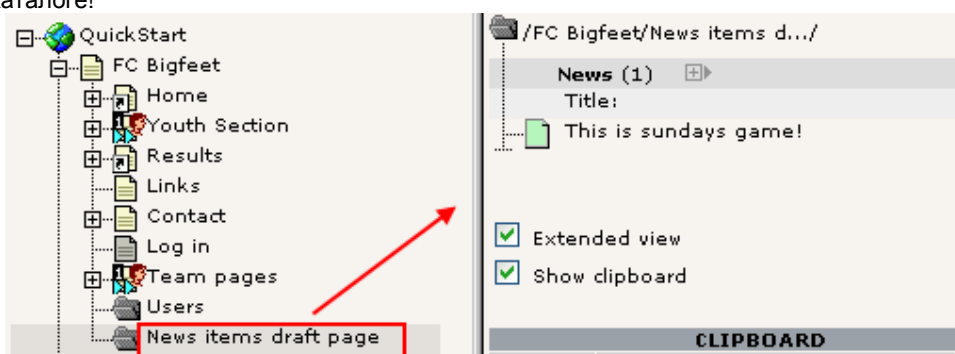 каталоге!
QuickStart
FC Bigfeet
Home
Youth Section
Results
Links
Contact
Log in
Team pages
Users
News items draft page
/FC Bigfeet/News items d.../
News (1)
Title:
This is sundays game!
Extended view
Show clipboard
CLIPBOARD